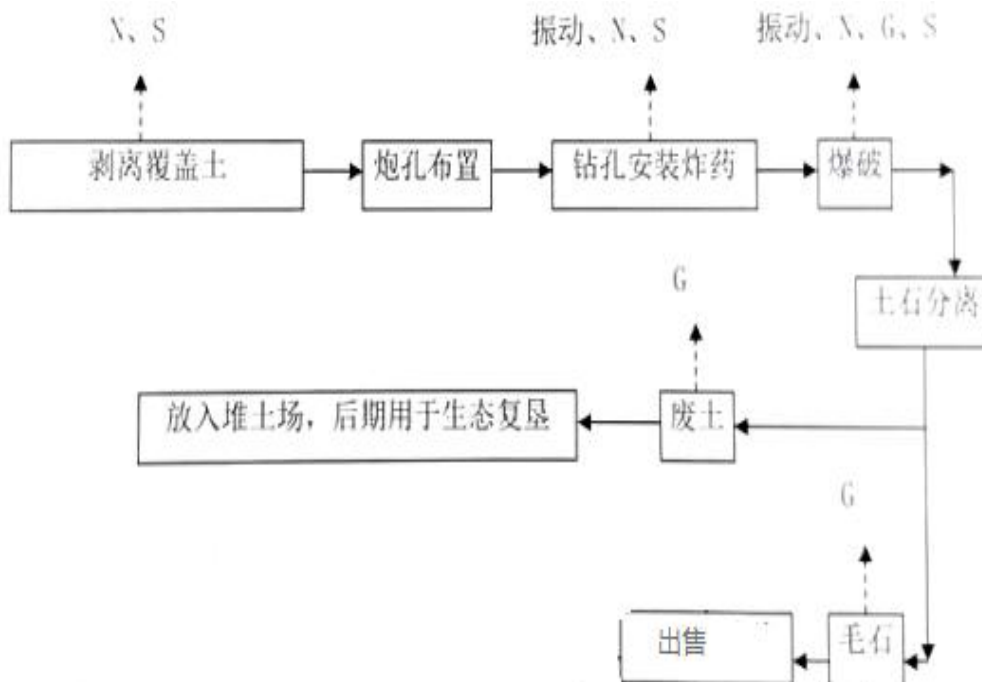 N、S
振动、N、S
振动、N、G、S
剥离覆盖土
炮孔布置
钻孔安装炸药
爆破
土石分离
G
放入堆土场，后期用于生态复垦
废土
G
出售
毛石